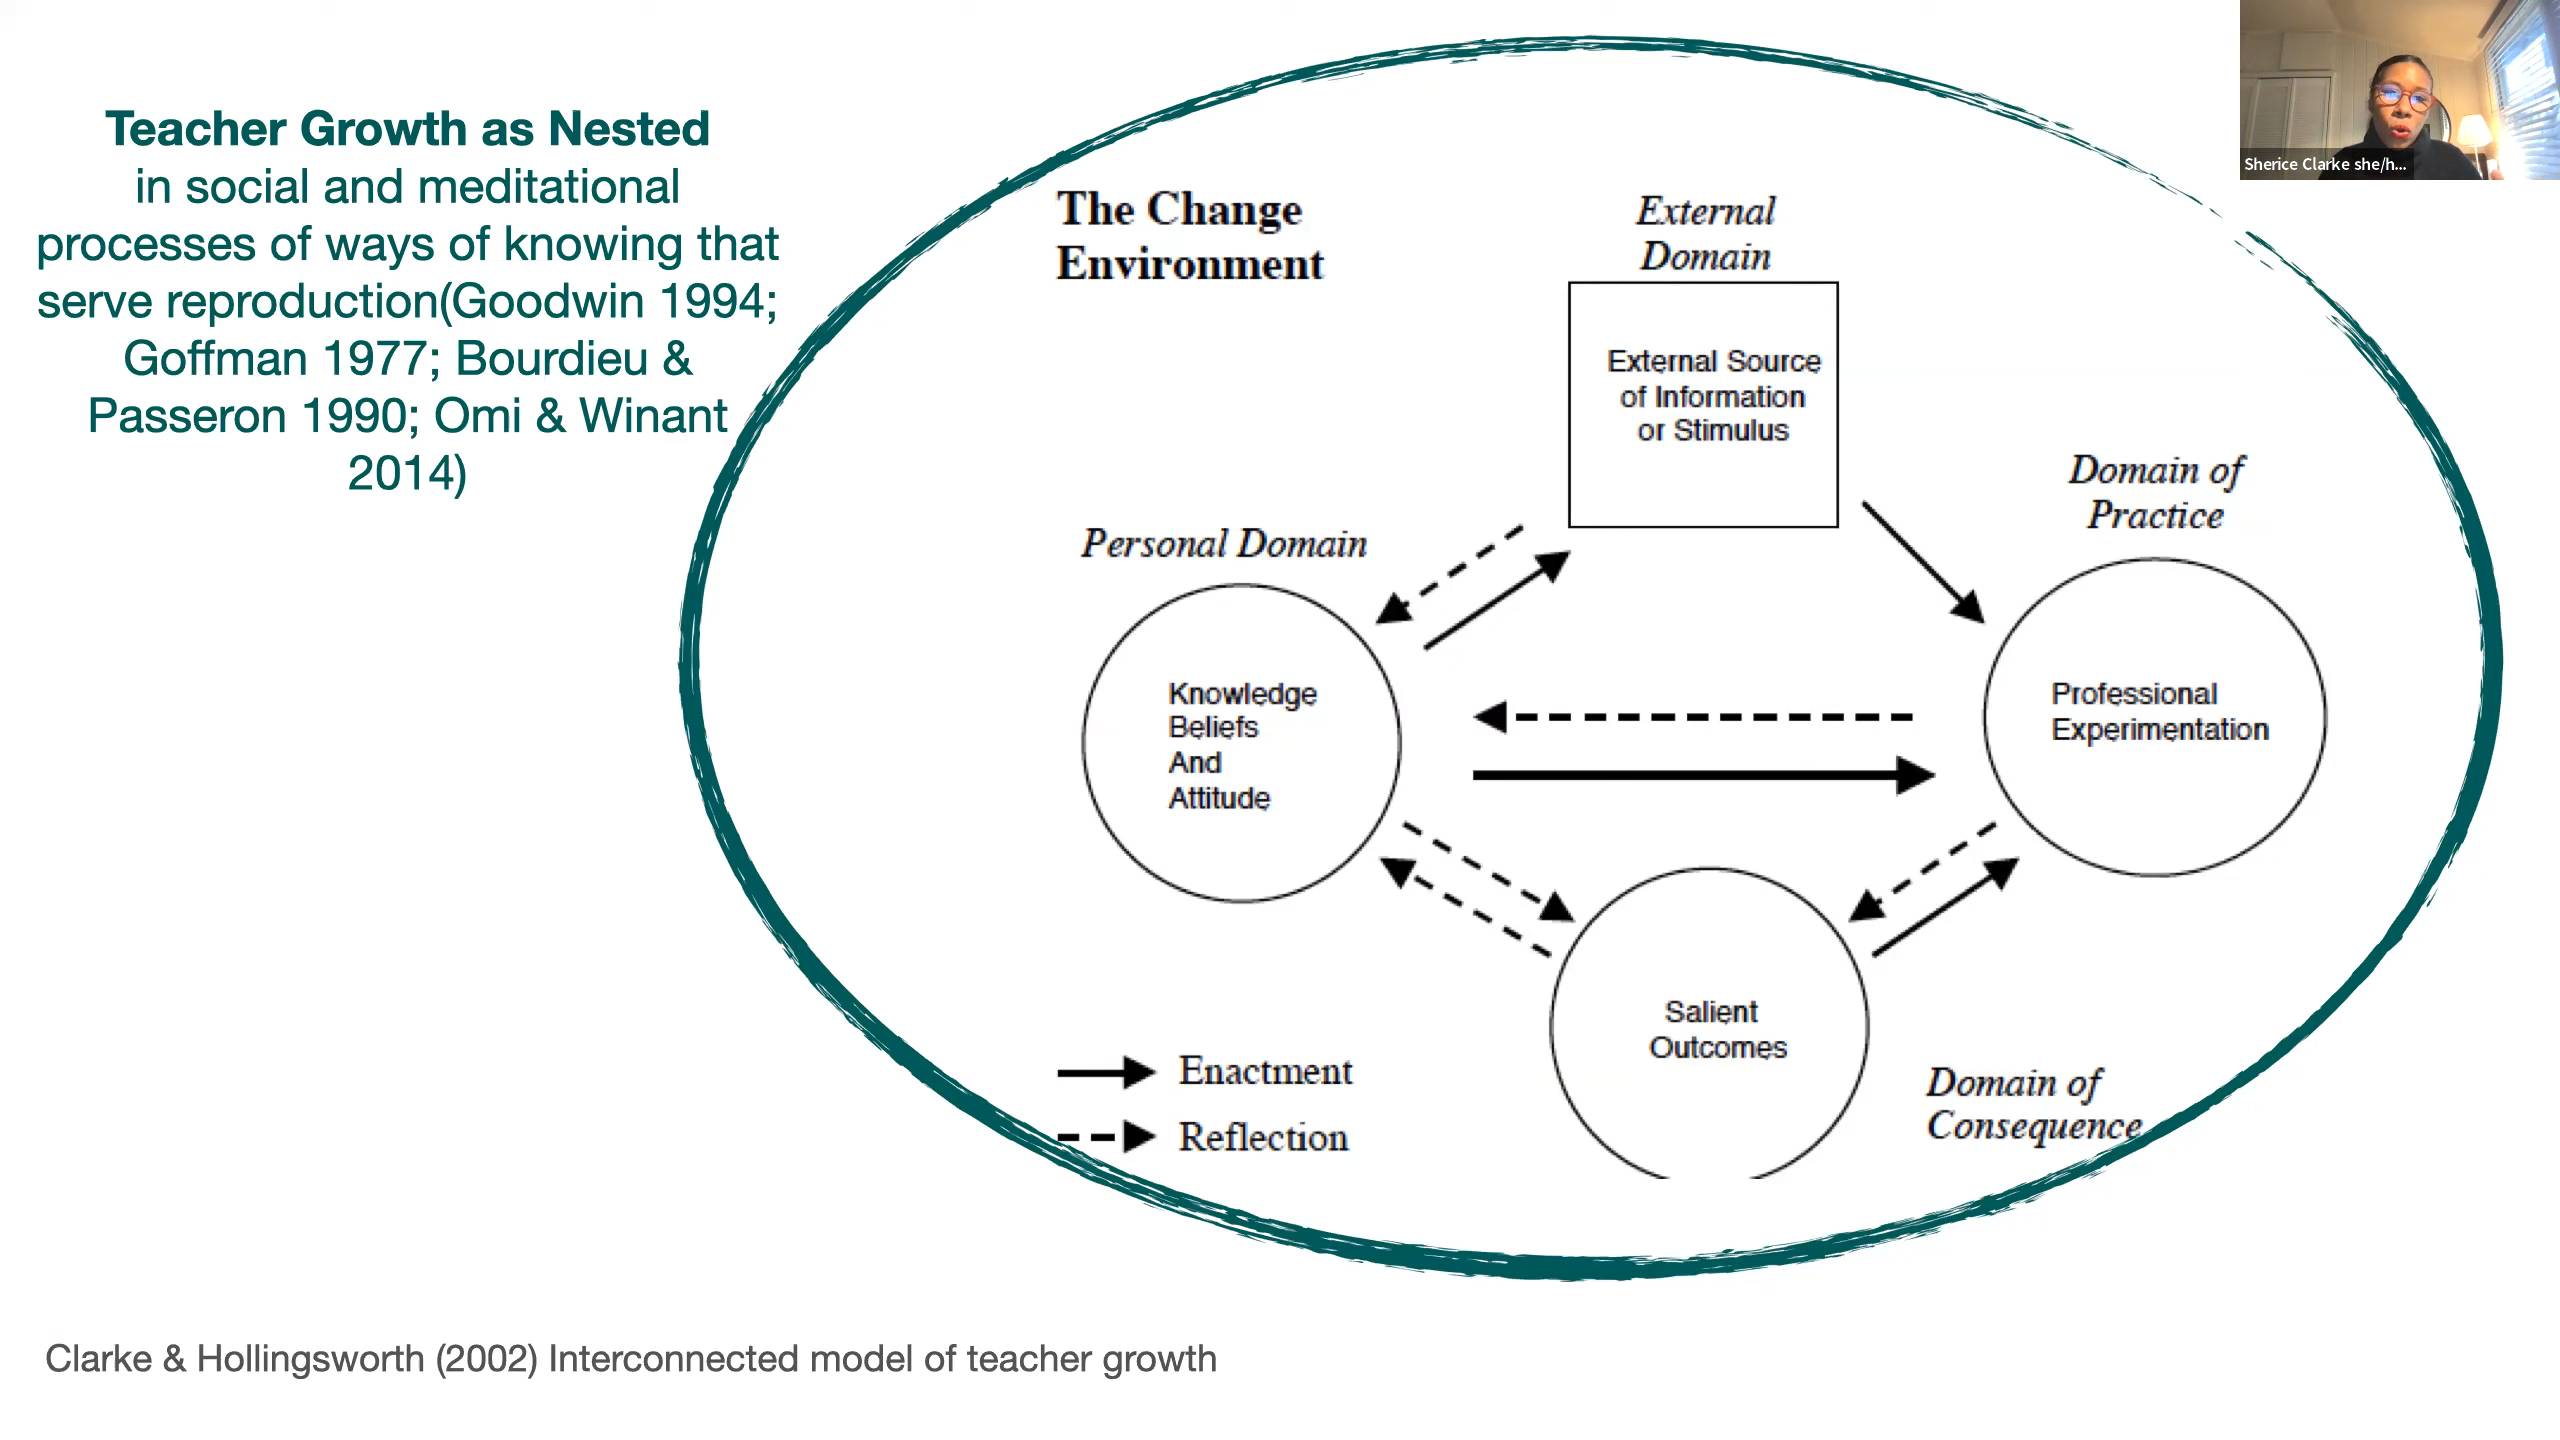 Teacher Growth as Nested
in social and meditational
processes of ways of knowing that
serve reproduction(Goodwin 1994;
Goffman 1977; Bourdieu &
Passeron 1990; Omi & Winant
2014)
The Change
Environment
External
Domain
External Source
of Information
or Stimulus
Domain of
Practice
Personal Domain
Knowledge
Beliefs
And
Attitude
Professional
Experimentation
Salient
Outcomes
Domain of
Consequence
Enactment
Reflection
Clarke & Hollingsworth (2002) Interconnected model of teacher growth
Sherice Clarke she/h...